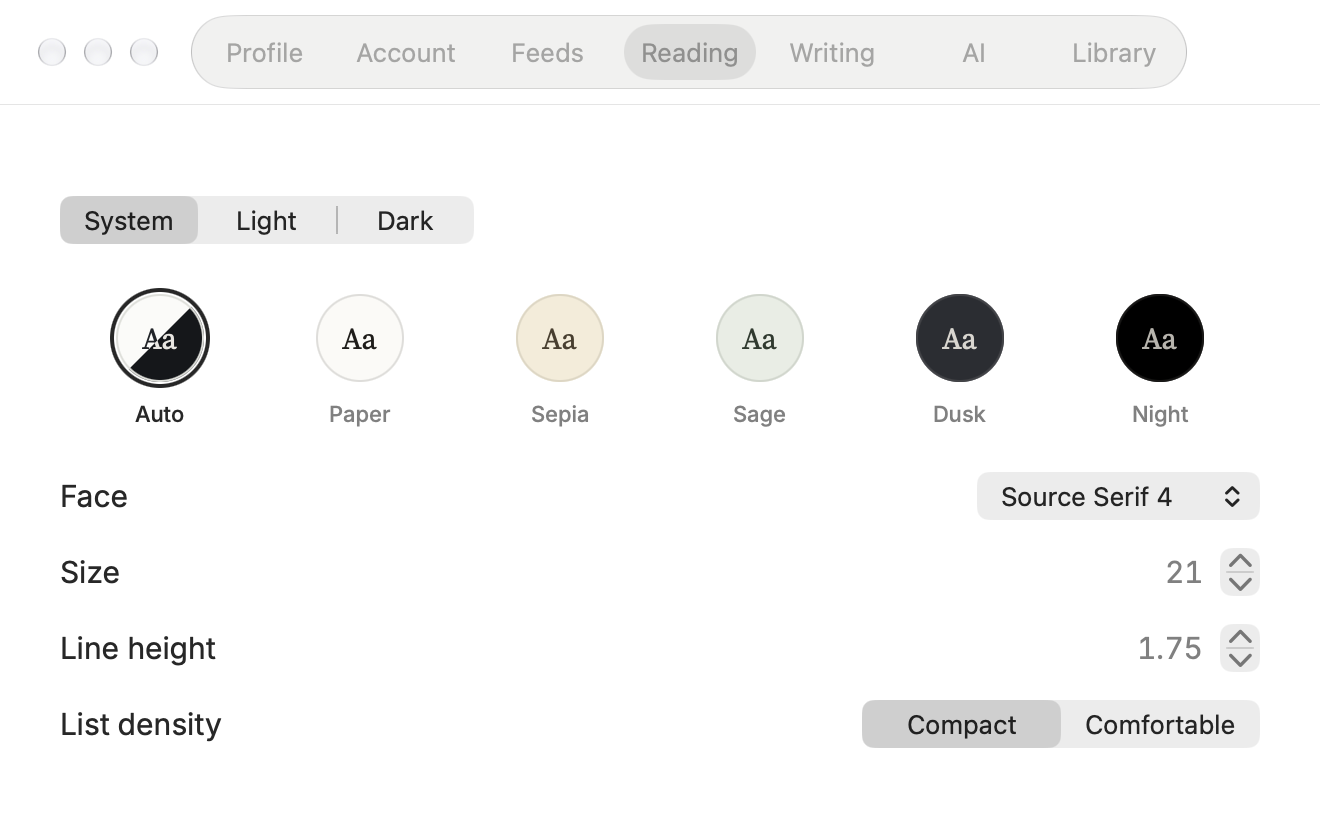 Profile Account Feeds Reading Writing AI Library
System Light Dark
Aa Aa Aa Aa Aa Aa
Auto Paper Sepia Sage Dusk Night
Face Source Serif 4
Size 21
Line height 1.75
List density Compact Comfortable